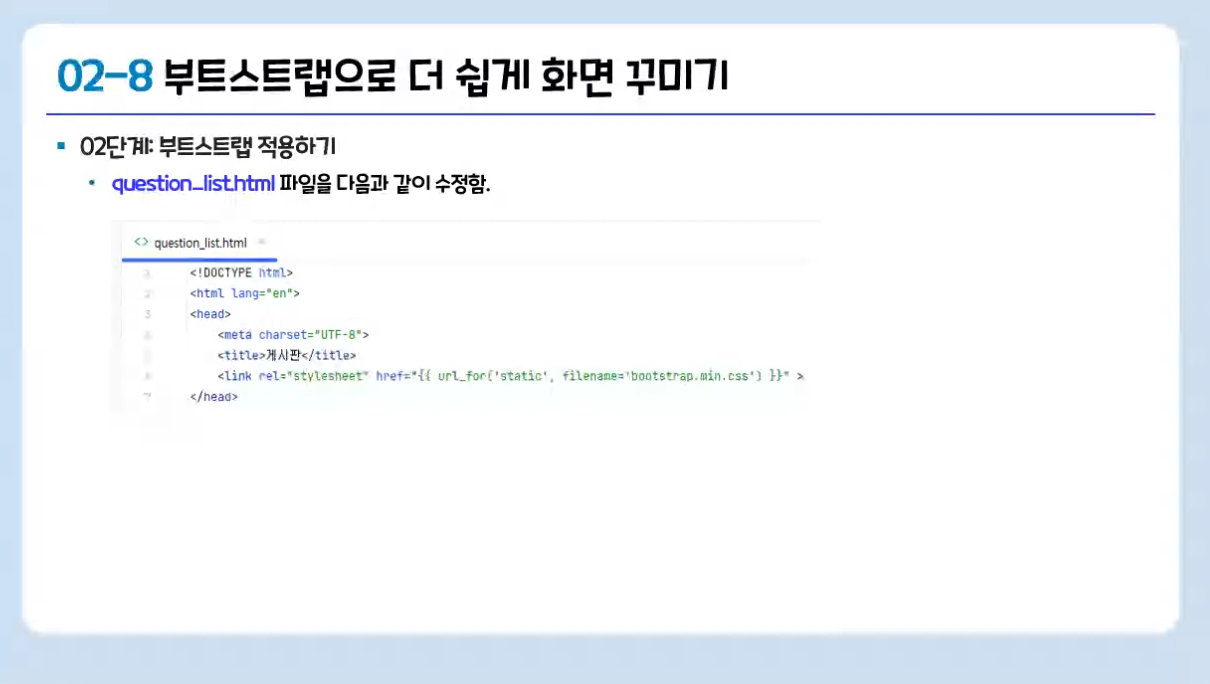 02-8 부트스트랩으로 더 쉽게 화면 꾸미기
02단계: 부트스트랩 적용하기
question_list.html 파일을 다음과 같이 수정함.
<> question_list.html ×
1 <!DOCTYPE html>
2 <html lang="en">
3 <head>
4 <meta charset="UTF-8">
5 <title>게시판</title>
6 <link rel="stylesheet" href="{{ url_for('static', filename='bootstrap.min.css') }}" >
7 </head>